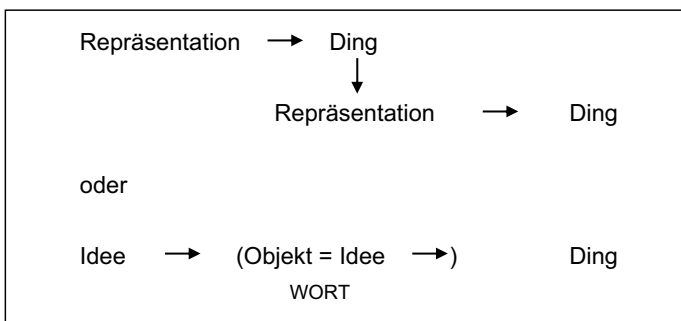 Repräsentation → Ding
↓
Repräsentation → Ding
oder
Idee → (Objekt = Idee →) Ding
WORT